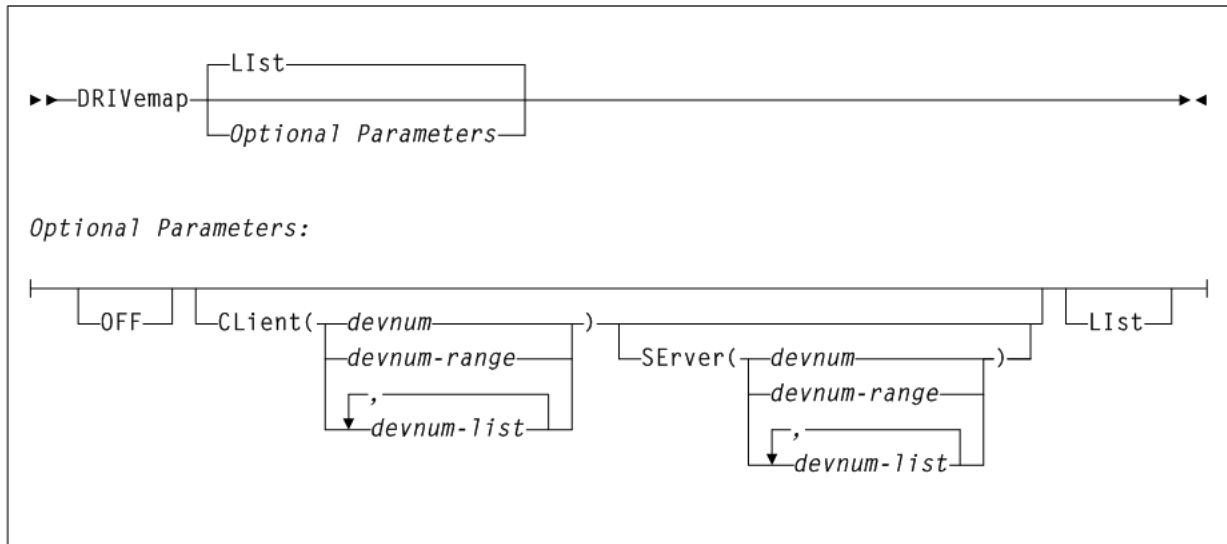 LIst
►►—DRIVemap
►◄
Optional Parameters
Optional Parameters:
OFF CLient( devnum ) LIst
devnum-range SErver( devnum )
, devnum-range
devnum-list ,
devnum-list